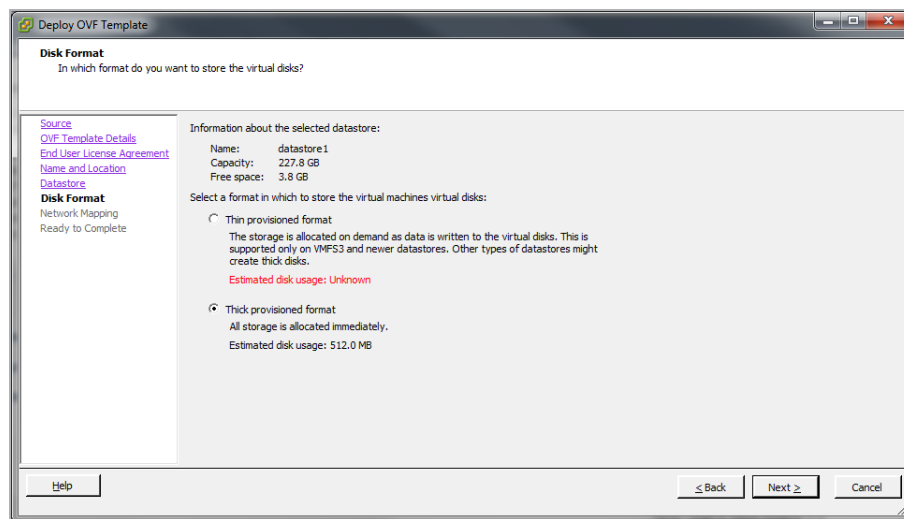 Deploy OVF Template
Disk Format
In which format do you want to store the virtual disks?
Source
OVF Template Details
End User License Agreement
Name and Location
Datastore
Disk Format
Network Mapping
Ready to Complete
Information about the selected datastore:
Name: datastore1
Capacity: 227.8 GB
Free space: 3.8 GB
Select a format in which to store the virtual machines virtual disks:
Thin provisioned format
The storage is allocated on demand as data is written to the virtual disks. This is
supported only on VMFS3 and newer datastores. Other types of datastores might
create thick disks.
Estimated disk usage: Unknown
Thick provisioned format
All storage is allocated immediately.
Estimated disk usage: 512.0 MB
Help
< Back
Next >
Cancel